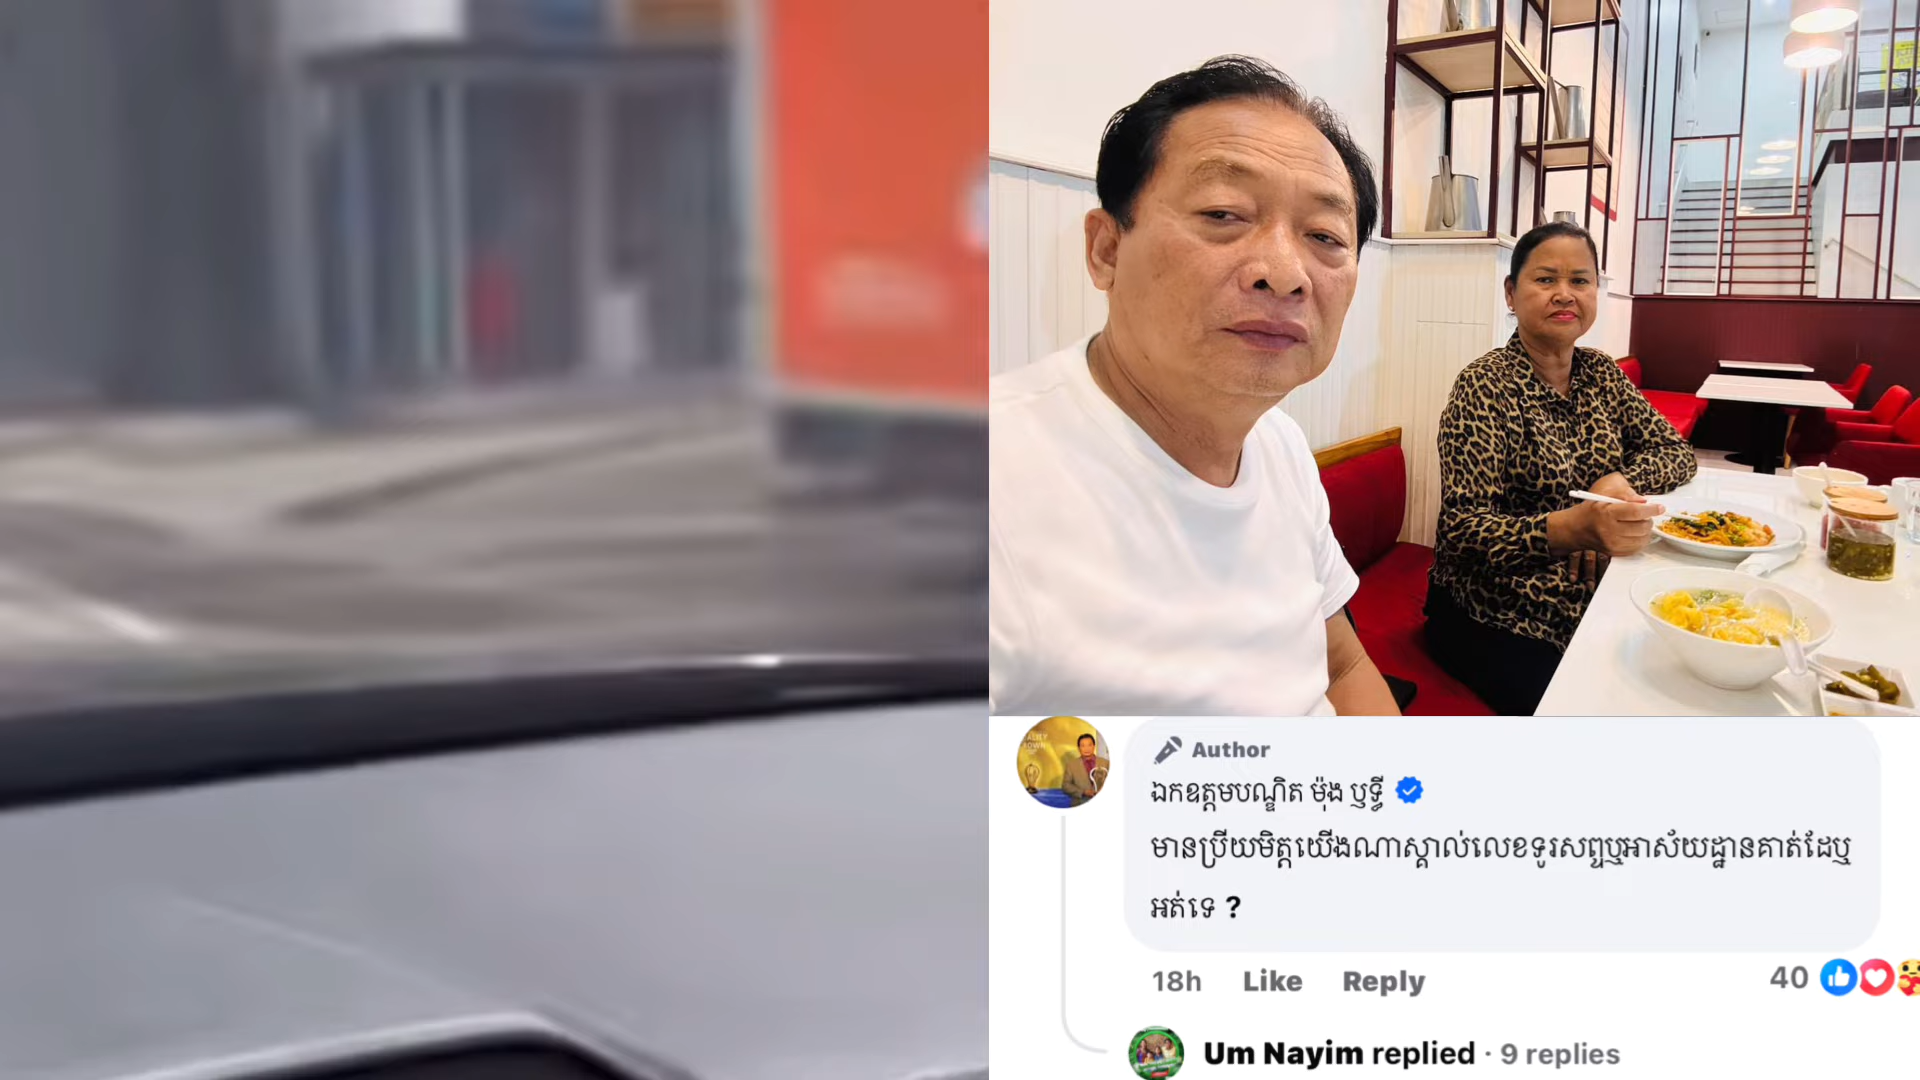 Author
ឯកឧត្តមបណ្ឌិត ម៉ុង ឫទ្ធី
មានប្រិយមិត្តយើងណាស្គាល់លេខទូរសព្ទឬអាស័យដ្ឋានគាត់ដែឬ
អត់ទេ ?
18h Like Reply 40
Um Nayim replied · 9 replies